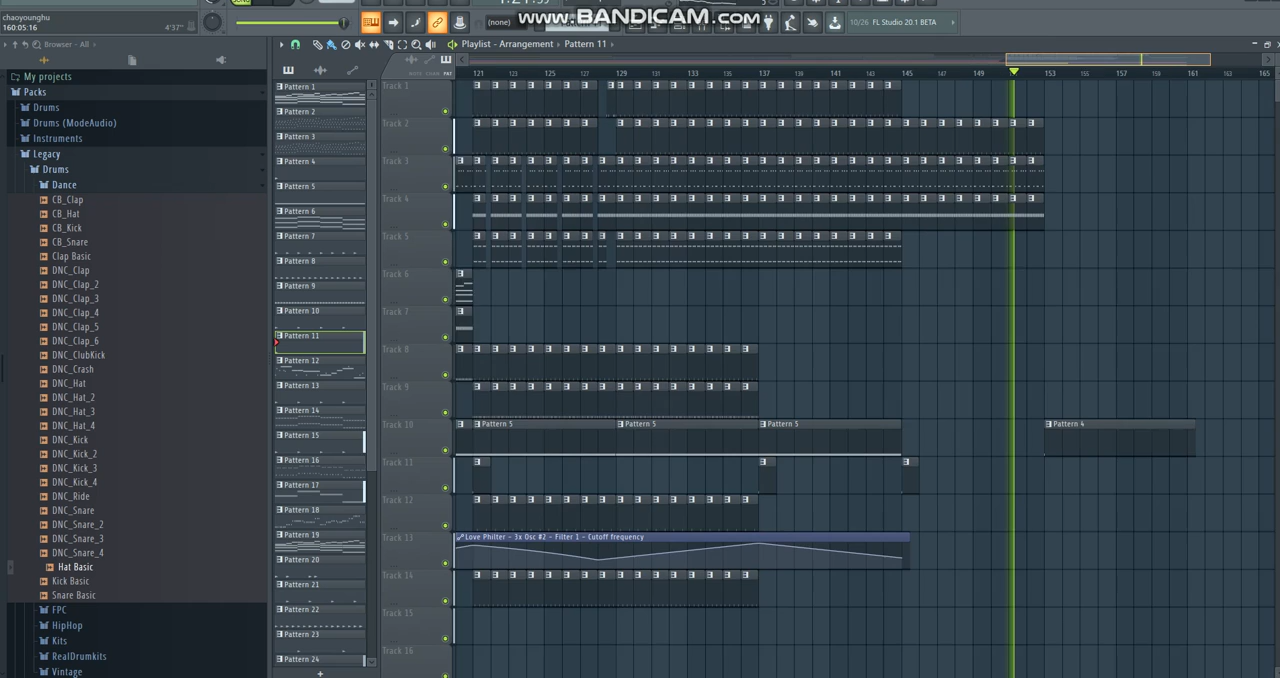 www.BANDICAM.com
chaoyounghu
160:05:16
4'37"
(none)
10/26 FL Studio 20.1 BETA
Browser - All
Playlist - Arrangement › Pattern 11 ›
My projects
Packs
Drums
Drums (ModeAudio)
Instruments
Legacy
Drums
Dance
CB_Clap
CB_Hat
CB_Kick
CB_Snare
Clap Basic
DNC_Clap
DNC_Clap_2
DNC_Clap_3
DNC_Clap_4
DNC_Clap_5
DNC_Clap_6
DNC_ClubKick
DNC_Crash
DNC_Hat
DNC_Hat_2
DNC_Hat_3
DNC_Hat_4
DNC_Kick
DNC_Kick_2
DNC_Kick_3
DNC_Kick_4
DNC_Ride
DNC_Snare
DNC_Snare_2
DNC_Snare_3
DNC_Snare_4
Hat Basic
Kick Basic
Snare Basic
FPC
HipHop
Kits
RealDrumkits
Vintage
Pattern 1
Pattern 2
Pattern 3
Pattern 4
Pattern 5
Pattern 6
Pattern 7
Pattern 8
Pattern 9
Pattern 10
Pattern 11
Pattern 12
Pattern 13
Pattern 14
Pattern 15
Pattern 16
Pattern 17
Pattern 18
Pattern 19
Pattern 20
Pattern 21
Pattern 22
Pattern 23
Pattern 24
121 123 125 127 129 131 133 135 137 139 141 143 145 147 149 153 155 157 159 161 163 165
Track 1
Track 2
Track 3
Track 4
Track 5
Track 6
Track 7
Track 8
Track 9
Track 10
Pattern 5
Pattern 5
Pattern 5
Pattern 4
Track 11
Track 12
Track 13
Love Philter - 3x Osc #2 - Filter 1 - Cutoff frequency
Track 14
Track 15
Track 16